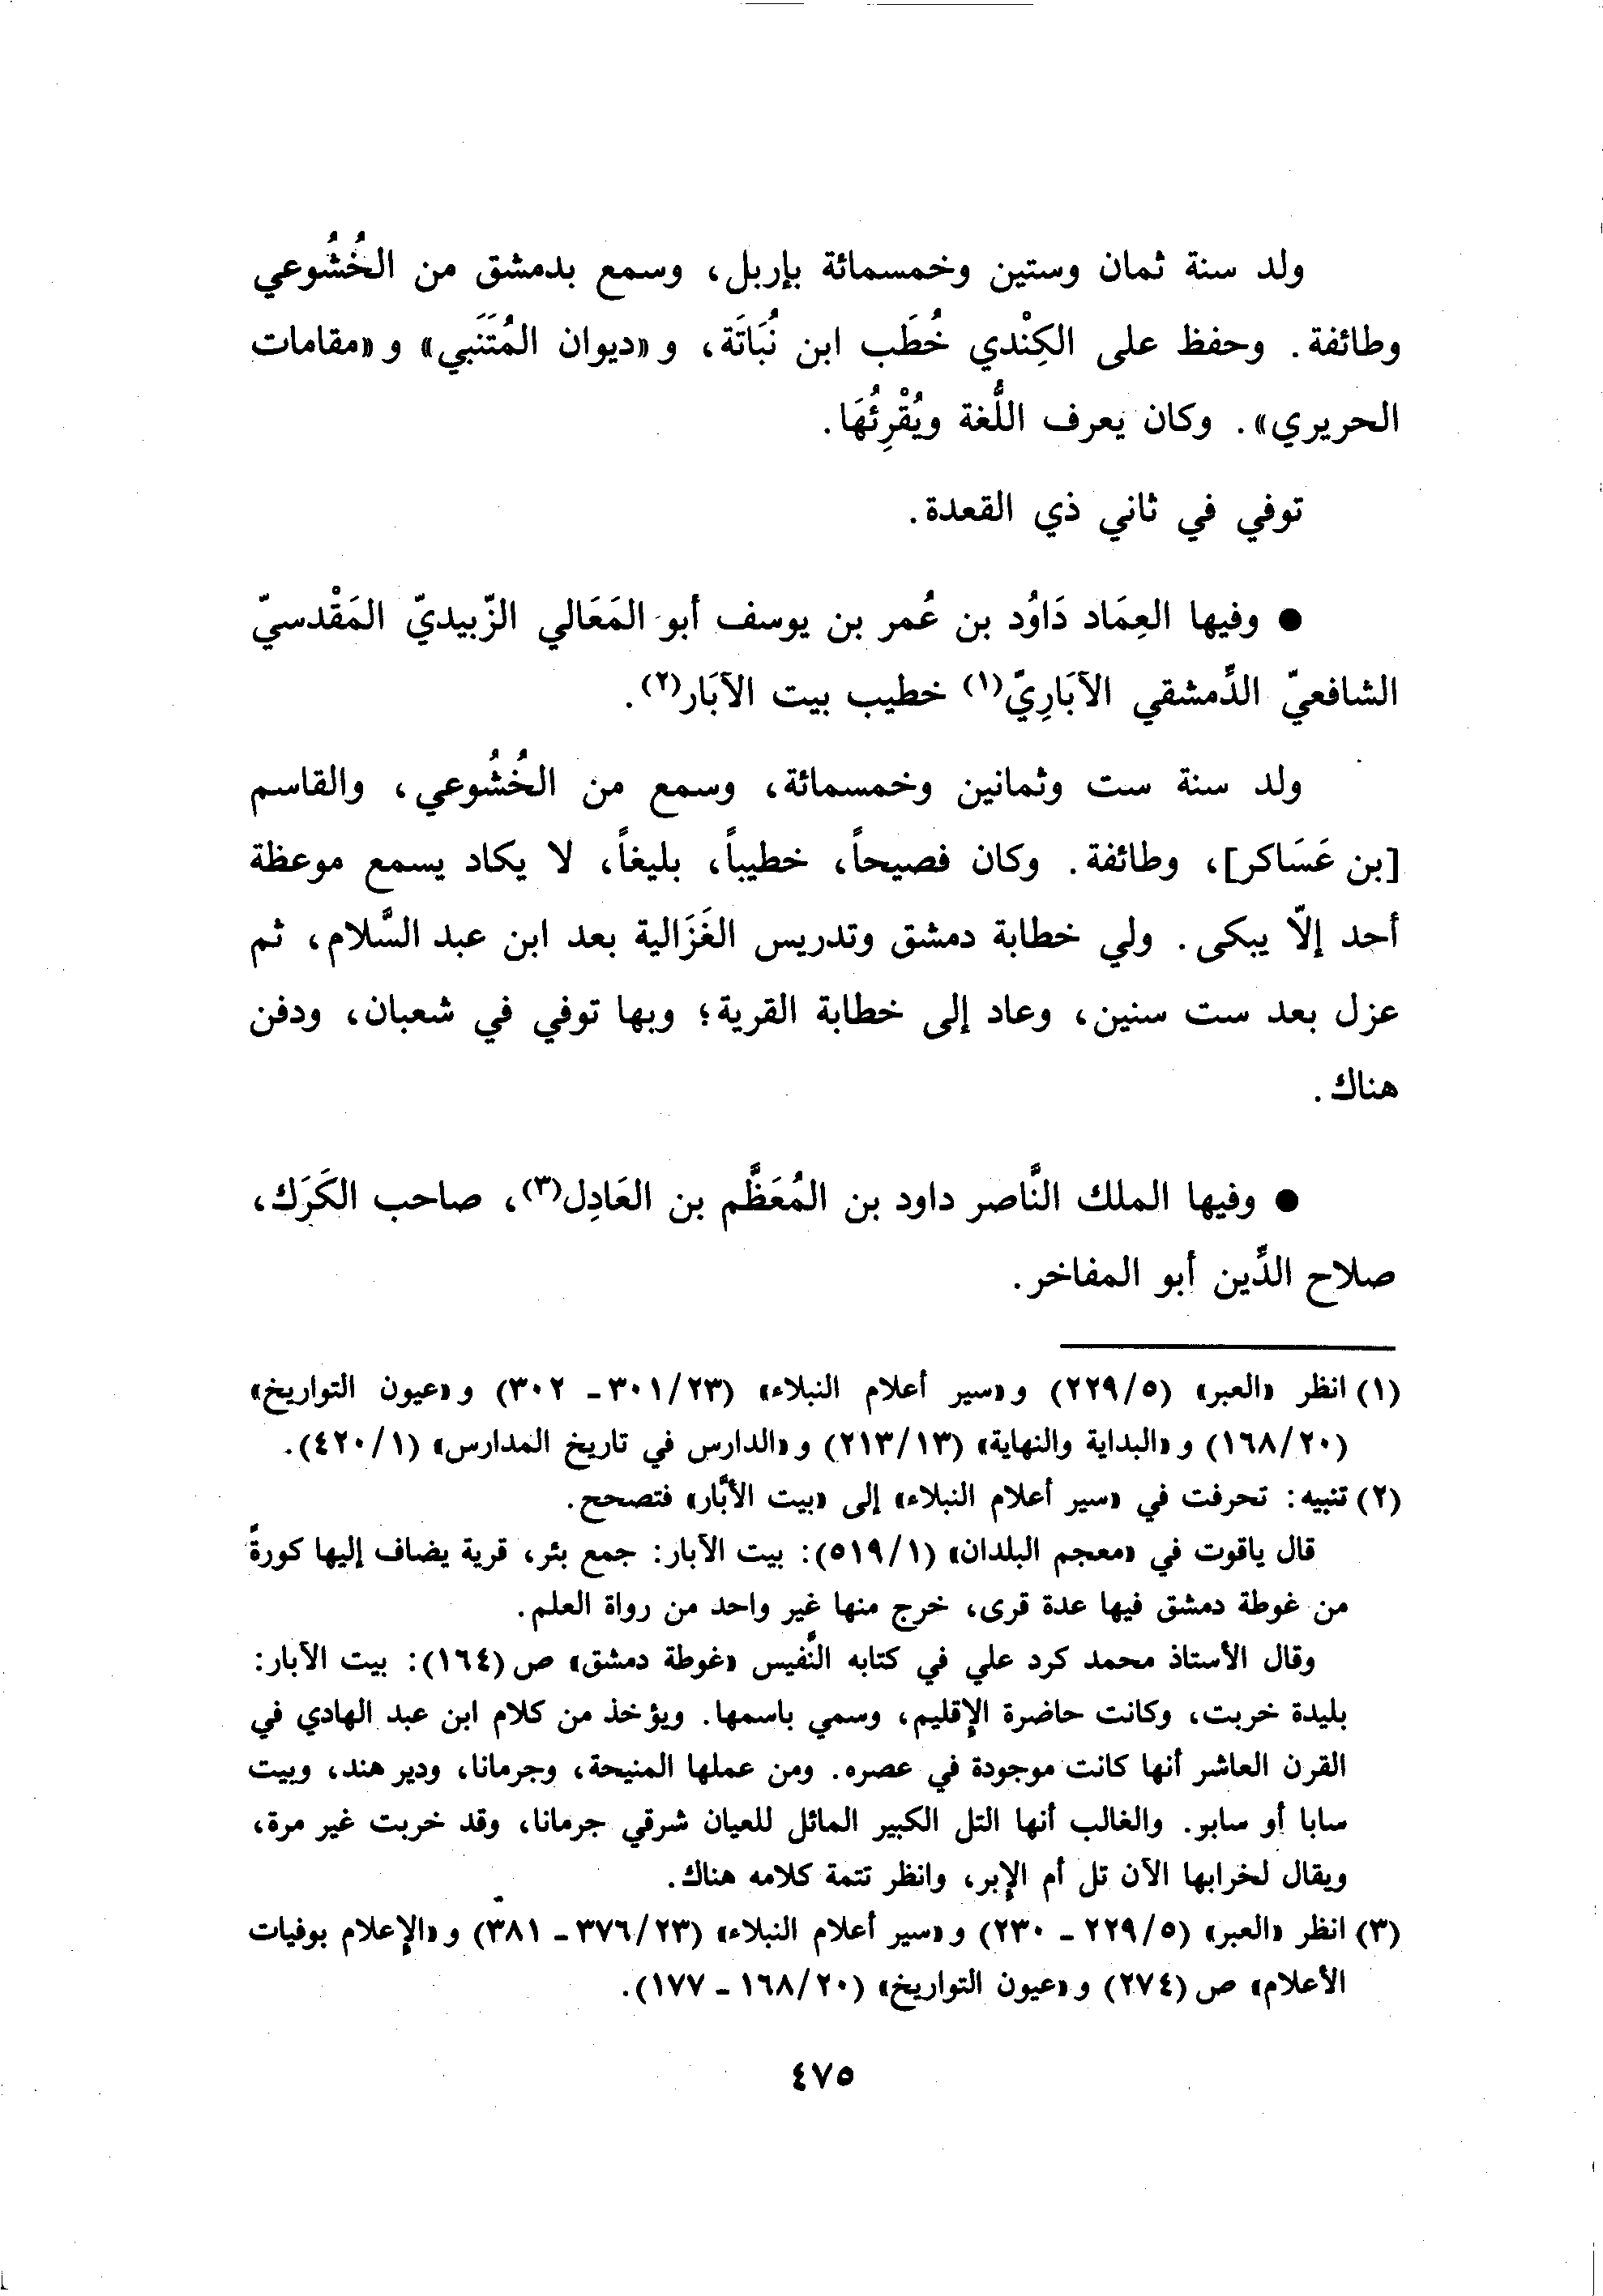 ولد سنة ثمان وستين وخمسمائة بإربل، وسمع بدمشق من الخُشُوعي
وطائفة. وحفظ على الكِنْدي خُطَب ابن نُبَاتَة، و«ديوان المُتَنَبي» و«مقامات
الحريري». وكان يعرف اللُّغة ويُقْرِئُهَا.
توفي في ثاني ذي القعدة.
● وفيها العِمَاد دَاوُد بن عُمر بن يوسف أبو المَعَالي الزّبيديّ المَقْدسيّ
الشافعيّ الدِّمشقي الآبَارِيّ(١) خطيب بيت الآبَار(٢).
ولد سنة ست وثمانين وخمسمائة، وسمع من الخُشُوعي، والقاسم
[بن عَسَاكر]، وطائفة. وكان فصيحاً، خطيباً، بليغاً، لا يكاد يسمع موعظة
أحد إلّا يبكى. ولي خطابة دمشق وتدريس الغَزَالية بعد ابن عبد السَّلام، ثم
عزل بعد ست سنين، وعاد إلى خطابة القرية؛ وبها توفي في شعبان، ودفن
هناك.
● وفيها الملك النَّاصر داود بن المُعَظَّم بن العَادِل(٣)، صاحب الكَرَك،
صلاح الدِّين أبو المفاخر.
(١) انظر «العبر» (٢٢٩/٥) و«سير أعلام النبلاء» (٣٠١/٢٣ - ٣٠٢) و«عيون التواريخ»
(١٦٨/٢٠) و«البداية والنهاية» (٢١٣/١٣) و«الدارس في تاريخ المدارس» (٤٢٠/١).
(٢) تنبيه: تحرفت في «سير أعلام النبلاء» إلى «بيت الأبَّار» فتصحح.
قال ياقوت في «معجم البلدان» (٥١٩/١): بيت الآبار: جمع بئر، قرية يضاف إليها كورةً
من غوطة دمشق فيها عدة قرى، خرج منها غير واحد من رواة العلم.
وقال الأستاذ محمد كرد علي في كتابه النَّفيس «غوطة دمشق» ص (١٦٤): بيت الآبار:
بليدة خربت، وكانت حاضرة الإقليم، وسمي باسمها. ويؤخذ من كلام ابن عبد الهادي في
القرن العاشر أنها كانت موجودة في عصره. ومن عملها المنيحة، وجرمانا، ودير هند، وبيت
سابا أو سابر. والغالب أنها التل الكبير الماثل للعيان شرقي جرمانا، وقد خربت غير مرة،
ويقال لخرابها الآن تل أم الإبر، وانظر تتمة كلامه هناك.
(٣) انظر «العبر» (٢٢٩/٥ - ٢٣٠) و«سير أعلام النبلاء» (٣٧٦/٢٣ - ٣٨١) و«الإعلام بوفيات
الأعلام» ص (٢٧٤) و«عيون التواريخ» (١٦٨/٢٠ - ١٧٧).
٤٧٥